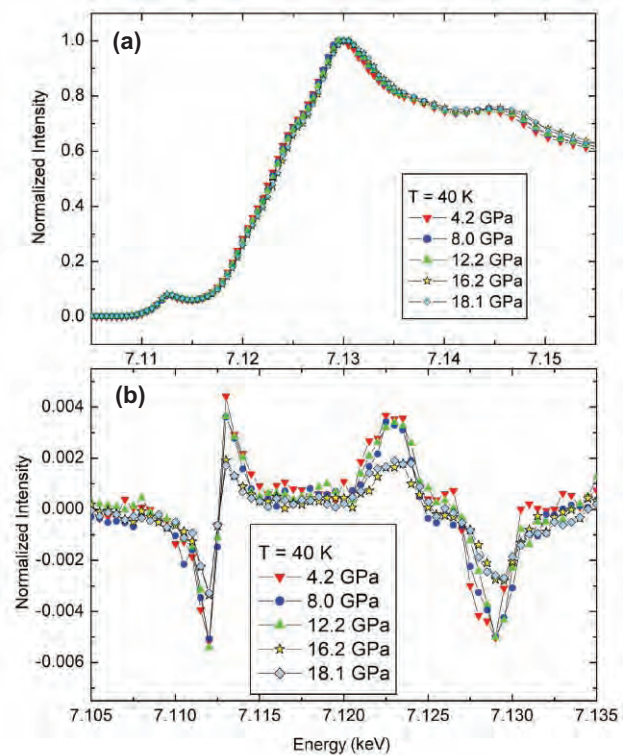 (a)
Normalized Intensity
1.0
0.8
0.6
0.4
0.2
0.0
T = 40 K
4.2 GPa
8.0 GPa
12.2 GPa
16.2 GPa
18.1 GPa
7.11 7.12 7.13 7.14 7.15
(b)
Normalized Intensity
0.004
0.002
0.000
-0.002
-0.004
-0.006
T = 40 K
4.2 GPa
8.0 GPa
12.2 GPa
16.2 GPa
18.1 GPa
7.105 7.110 7.115 7.120 7.125 7.130 7.135
Energy (keV)